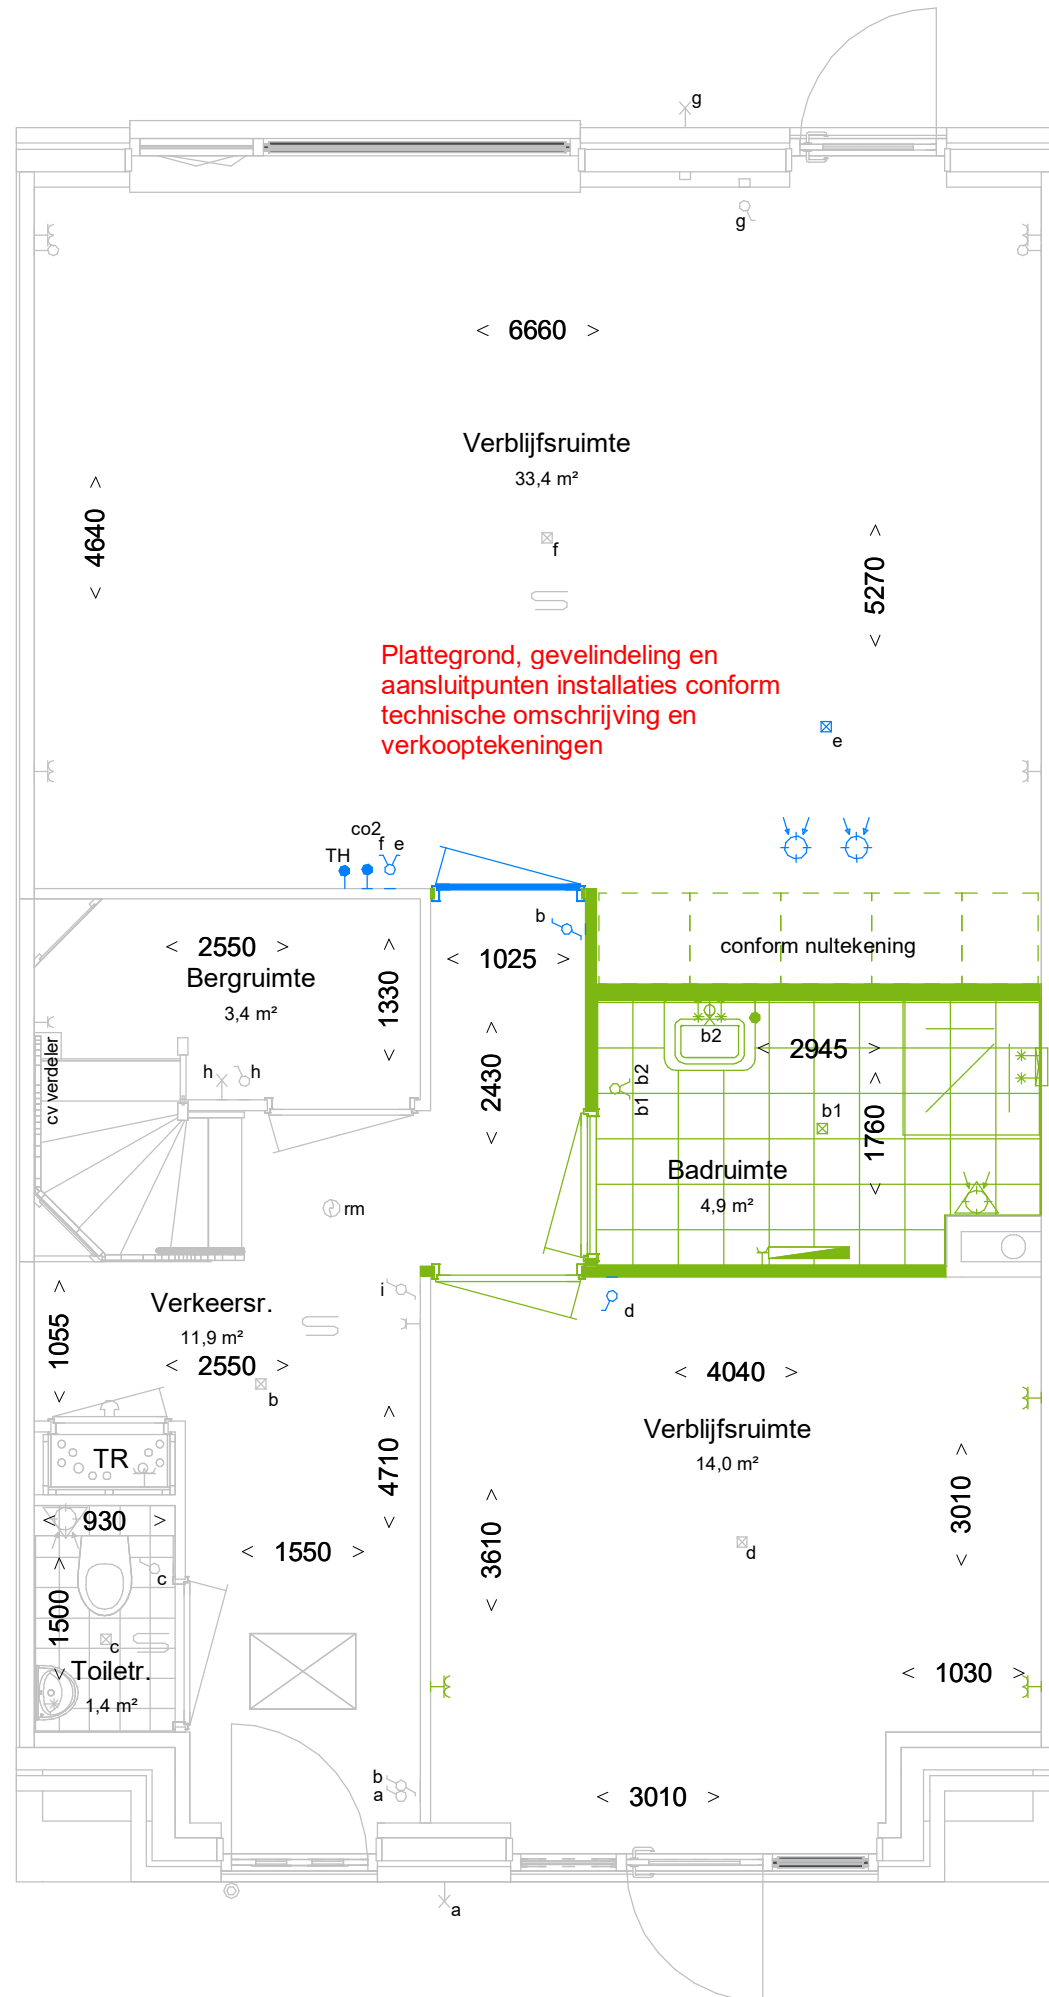 g
g
6660
Verblijfsruimte
33,4 m²
4640
f
5270
Plattegrond, gevelindeling en
aansluitpunten installaties conform
technische omschrijving en
verkooptekeningen
e
co2
f e
TH
b
conform nultekening
2550
1025
Bergruimte
3,4 m²
1330
2430
cv verdeler
h h
b2
2945
b1 b2
b1
1760
Badruimte
4,9 m²
rm
i
d
Verkeersr.
11,9 m²
1055
2550
b
4040
Verblijfsruimte
14,0 m²
TR
4710
3010
930
3610
1550
d
c
1500
c
Toiletr.
1,4 m²
1030
b
a
3010
a